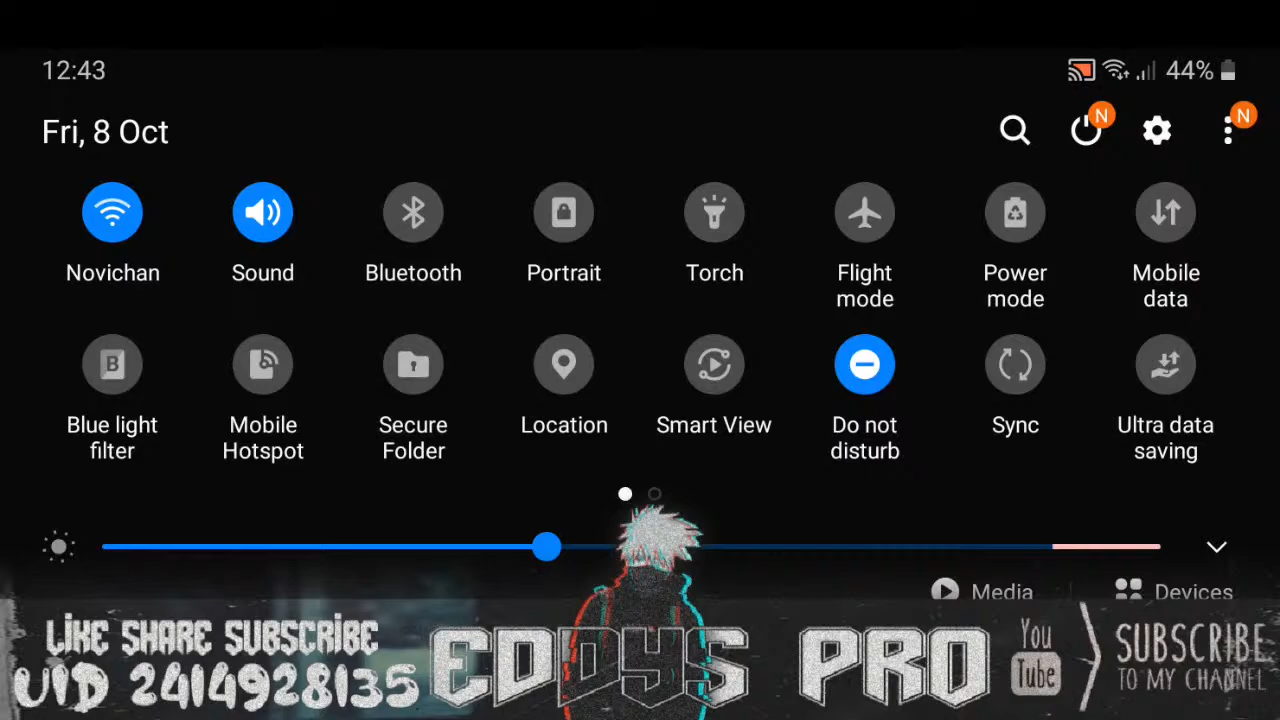 12:43
44%
Fri, 8 Oct
N
N
Novichan
Sound
Bluetooth
Portrait
Torch
Flight
mode
Power
mode
Mobile
data
B
Blue light
filter
Mobile
Hotspot
Secure
Folder
Location
Smart View
Do not
disturb
Sync
Ultra data
saving
Media
Devices
LIKE SHARE SUBSCRIBE
UID 2414928135
EDDYS PRO
You
Tube
SUBSCRIBE
TO MY CHANNEL